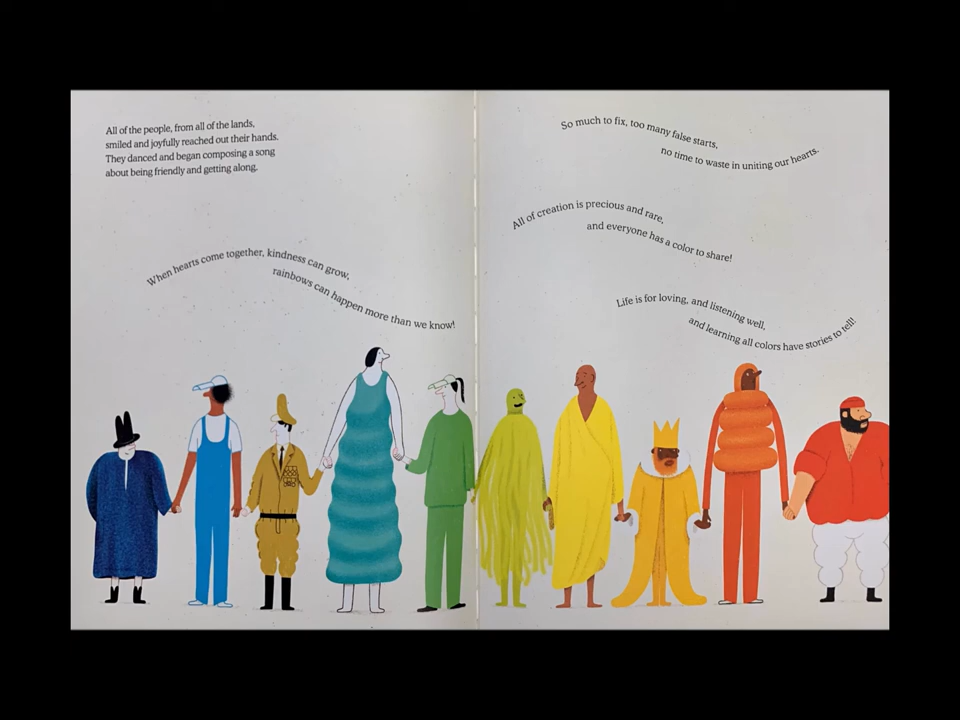 All of the people, from all of the lands,
smiled and joyfully reached out their hands.
They danced and began composing a song
about being friendly and getting along.
When hearts come together, kindness can grow,
rainbows can happen more than we know!
So much to fix, too many false starts,
no time to waste in uniting our hearts.
All of creation is precious and rare,
and everyone has a color to share!
Life is for loving, and listening well,
and learning all colors have stories to tell!